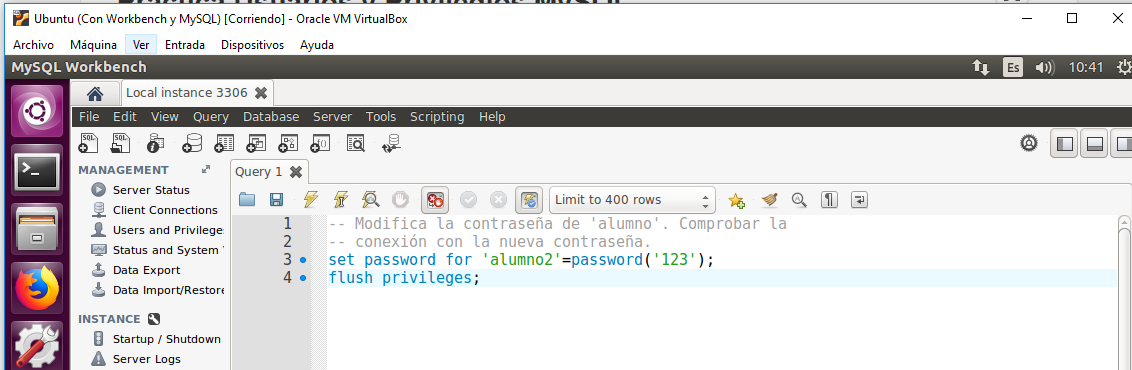 Ubuntu (Con Workbench y MySQL) [Corriendo] - Oracle VM VirtualBox
Archivo Máquina Ver Entrada Dispositivos Ayuda
MySQL Workbench
Es
10:41
Local instance 3306
File Edit View Query Database Server Tools Scripting Help
MANAGEMENT
Server Status
Client Connections
Users and Privilege
Status and System
Data Export
Data Import/Restore
INSTANCE
Startup / Shutdown
Server Logs
Query 1
Limit to 400 rows
1 -- Modifica la contraseña de 'alumno'. Comprobar la
2 -- conexión con la nueva contraseña.
3 set password for 'alumno2'=password('123');
4 flush privileges;